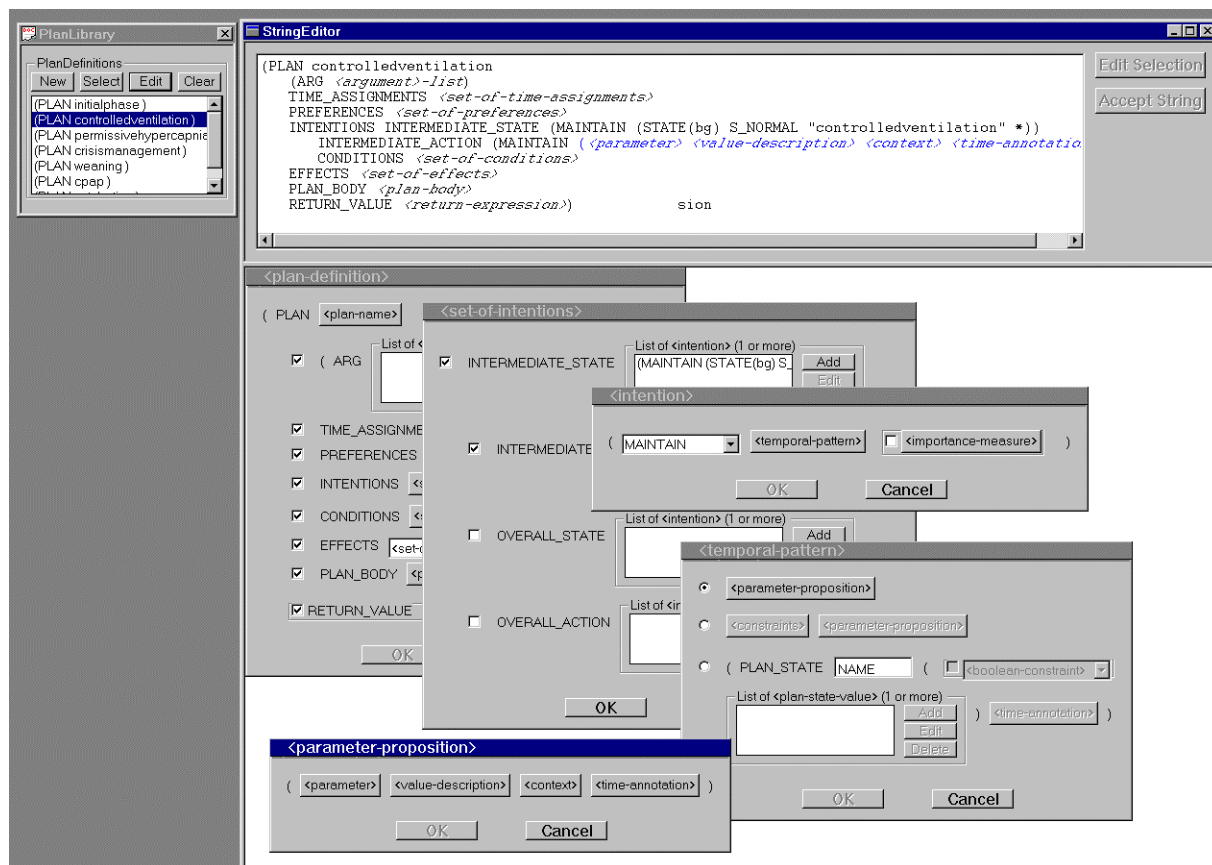 PlanLibrary
PlanDefinitions
New Select Edit Clear
(PLAN initialphase )
(PLAN controlledventilation )
(PLAN permissivehypercapnia
(PLAN crisismanagement )
(PLAN weaning )
(PLAN cpap )
StringEditor
(PLAN controlledventilation
(ARG <argument>-list)
TIME_ASSIGNMENTS <set-of-time-assignments>
PREFERENCES <set-of-preferences>
INTENTIONS INTERMEDIATE_STATE (MAINTAIN (STATE(bg) S_NORMAL "controlledventilation" *))
INTERMEDIATE_ACTION (MAINTAIN (<parameter> <value-description> <context> <time-annotatio
CONDITIONS <set-of-conditions>
EFFECTS <set-of-effects>
PLAN_BODY <plan-body>
RETURN_VALUE <return-expression>) sion
Edit Selection
Accept String
<plan-definition>
( PLAN <plan-name>
List of <
( ARG
TIME_ASSIGNME
PREFERENCES
INTENTIONS <s
CONDITIONS <s
EFFECTS <set-o
PLAN_BODY <p
RETURN_VALUE
OK
<set-of-intentions>
List of <intention> (1 or more)
INTERMEDIATE_STATE (MAINTAIN (STATE(bg) S_ Add
Edit
INTERMEDIATE
List of <intention> (1 or more)
OVERALL_STATE Add
List of <in
OVERALL_ACTION
OK
<intention>
( MAINTAIN <temporal-pattern> <importance-measure> )
OK Cancel
<temporal-pattern>
<parameter-proposition>
<constraints> <parameter-proposition>
( PLAN_STATE NAME ( <boolean-constraint>
List of <plan-state-value> (1 or more)
Add ) <time-annotation> )
Edit
Delete
OK Cancel
<parameter-proposition>
( <parameter> <value-description> <context> <time-annotation> )
OK Cancel